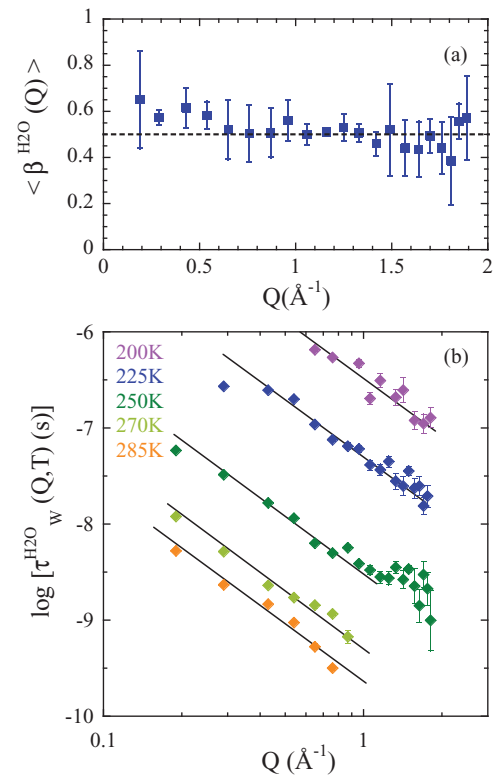 (a)
< β^H2O (Q) >
1
0.8
0.6
0.4
0.2
0
0 0.5 1 1.5 2
Q(Å^-1)
(b)
200K
225K
250K
270K
285K
log [τ^H2O_W (Q,T) (s)]
-6
-7
-8
-9
-10
0.1 1
Q (Å^-1)